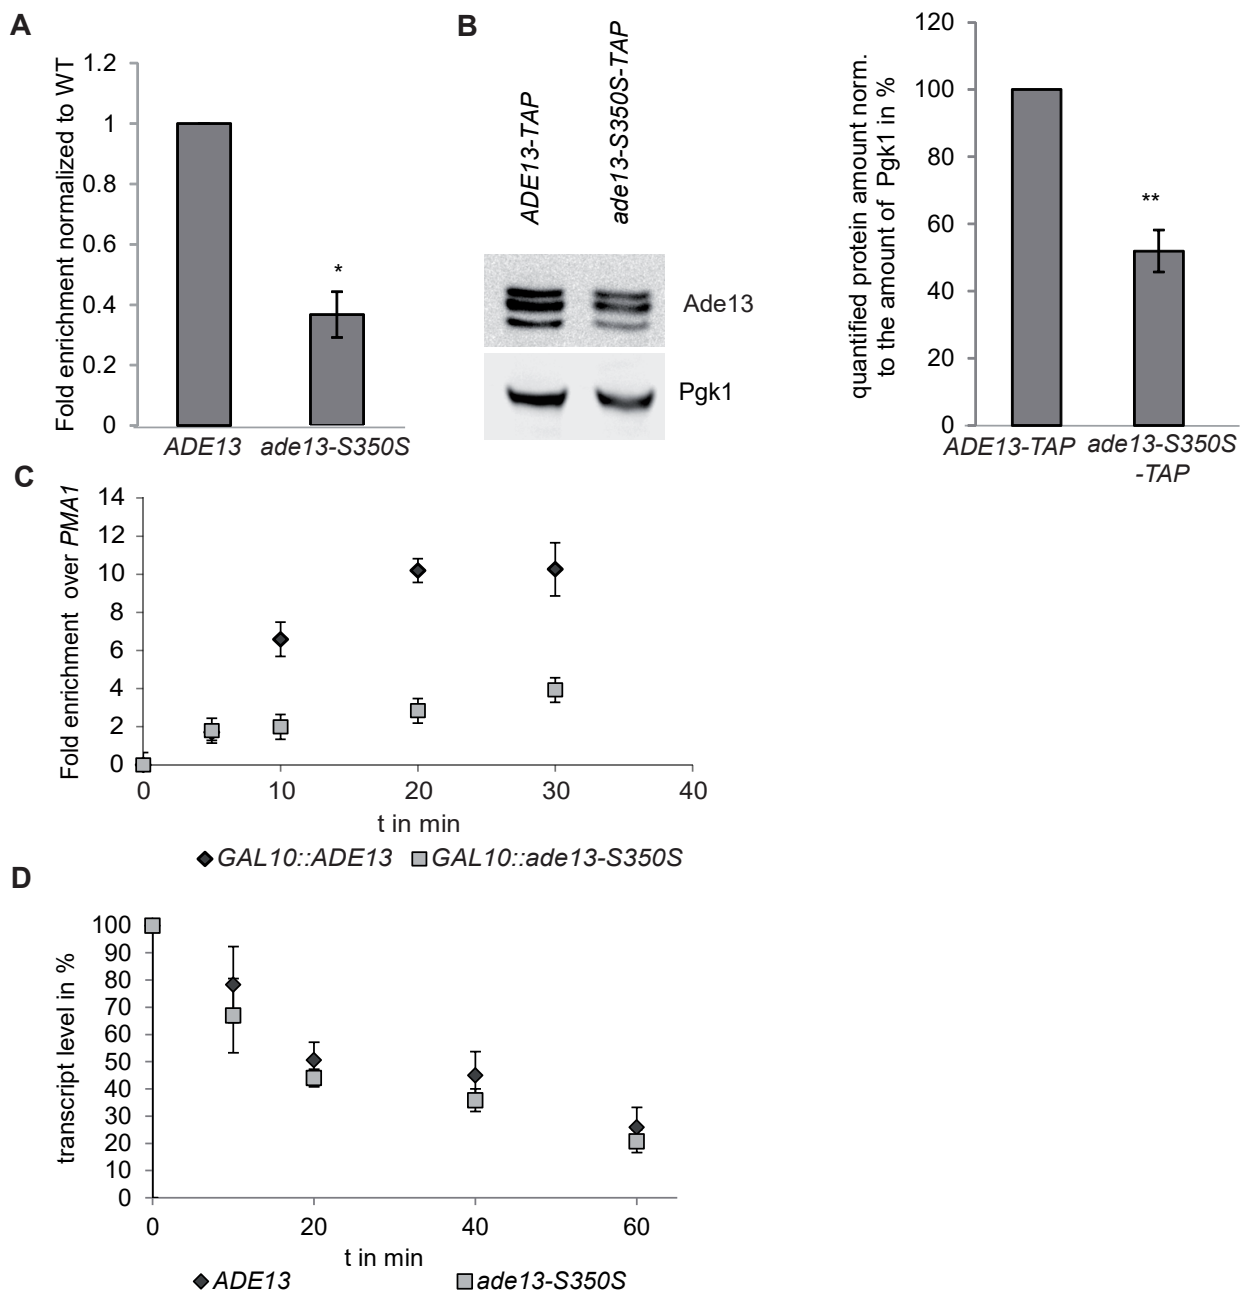 A
Fold enrichment normalized to WT
1.2
1
0.8
0.6
0.4
0.2
0
*
ADE13 ade13-S350S
B
ADE13-TAP
ade13-S350S-TAP
Ade13
Pgk1
quantified protein amount norm.
to the amount of Pgk1 in %
120
100
80
60
40
20
0
**
ADE13-TAP ade13-S350S
-TAP
C
Fold enrichment over PMA1
14
12
10
8
6
4
2
0
0 10 20 30 40
t in min
GAL10::ADE13 GAL10::ade13-S350S
D
transcript level in %
100
90
80
70
60
50
40
30
20
10
0
0 20 40 60
t in min
ADE13 ade13-S350S